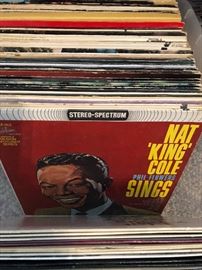 STEREO-SPECTRUM
NAT
'KING'
COLE
PHIL FLOWERS
SINGS